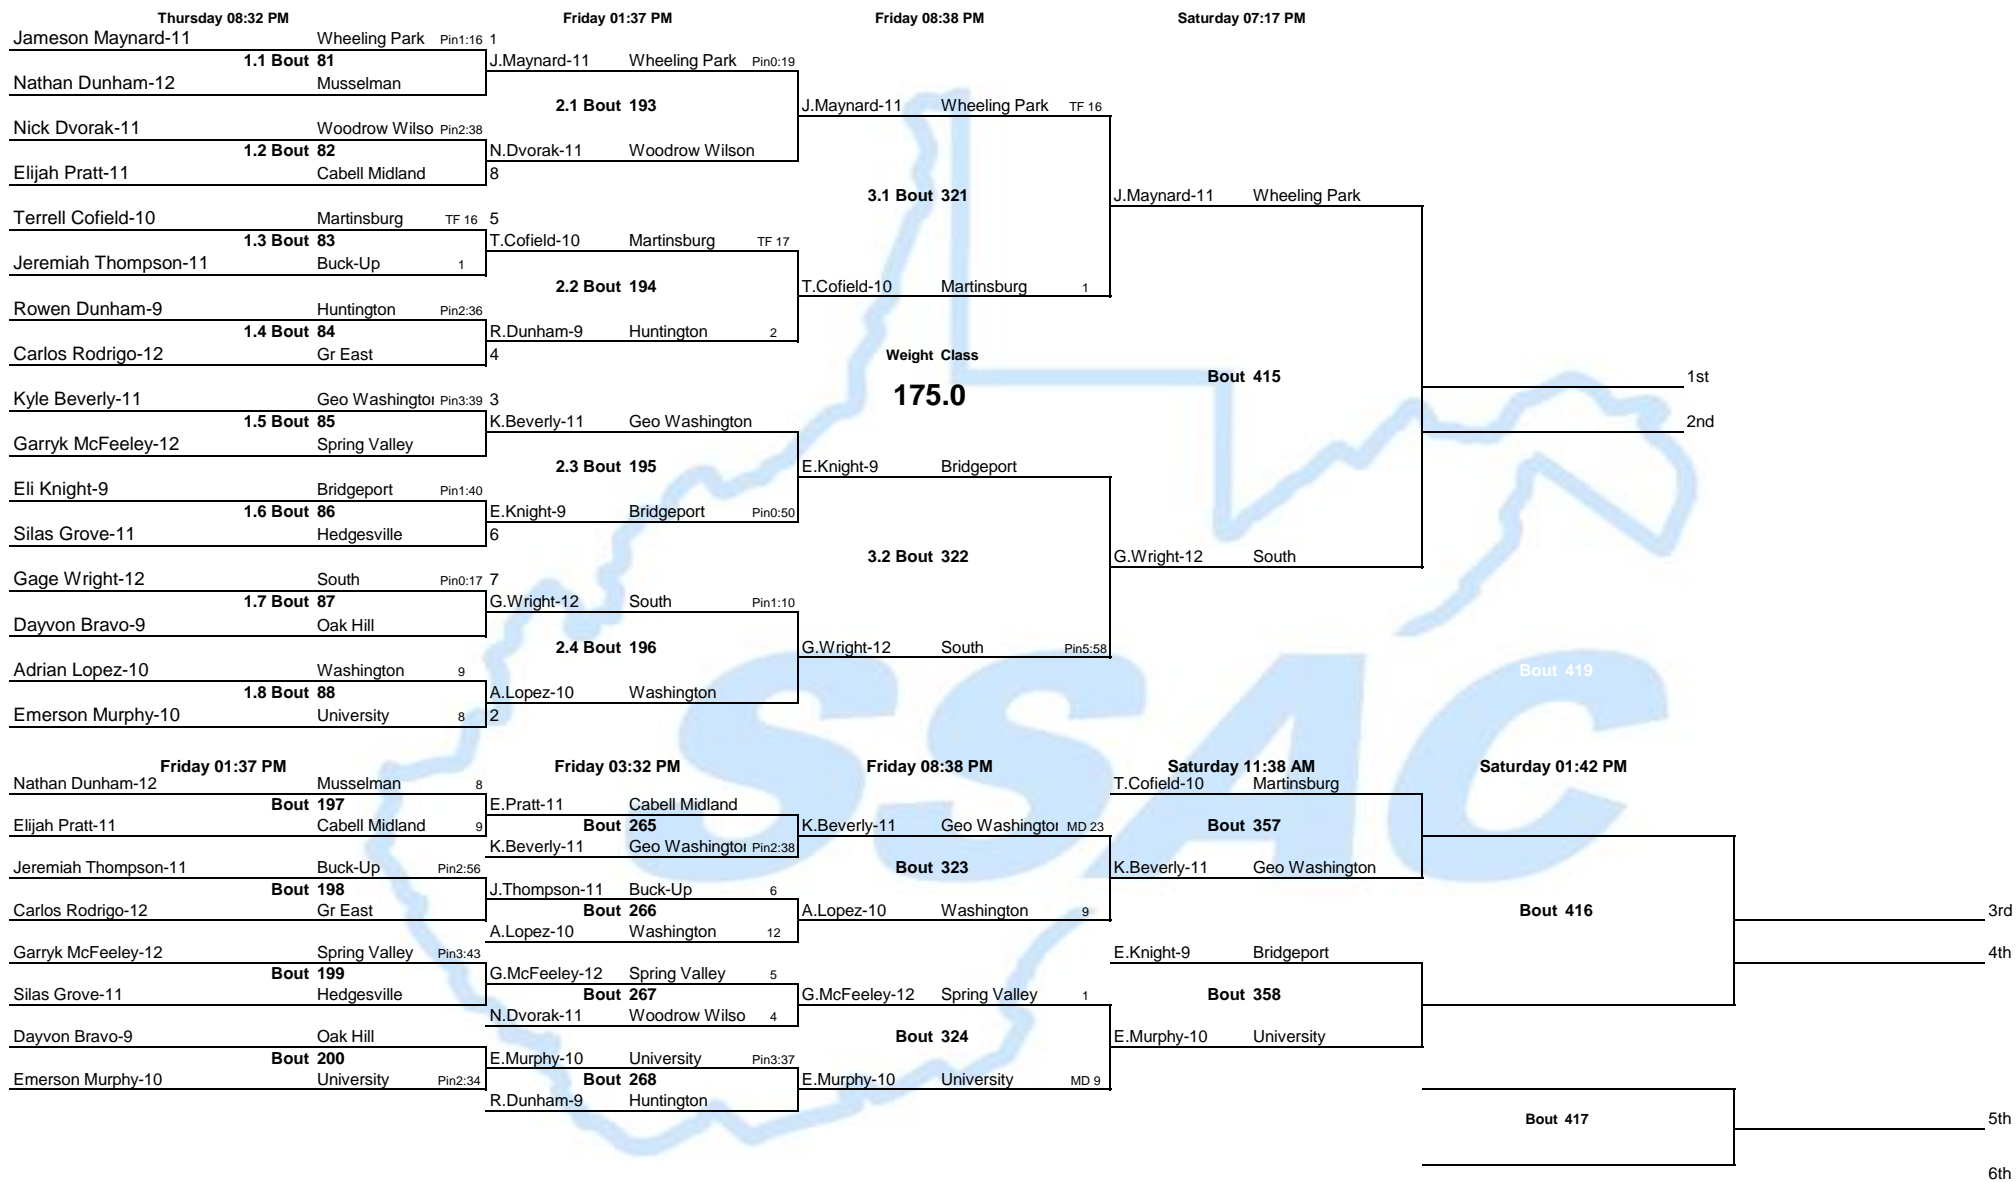 Thursday 08:32 PM Friday 01:37 PM Friday 08:38 PM Saturday 07:17 PM
Jameson Maynard-11 Wheeling Park Pin1:16 1
1.1 Bout 81 J.Maynard-11 Wheeling Park Pin0:19
Nathan Dunham-12 Musselman
2.1 Bout 193 J.Maynard-11 Wheeling Park TF 16
Nick Dvorak-11 Woodrow Wilso Pin2:38
1.2 Bout 82 N.Dvorak-11 Woodrow Wilson
Elijah Pratt-11 Cabell Midland 8
3.1 Bout 321 J.Maynard-11 Wheeling Park
Terrell Cofield-10 Martinsburg TF 16 5
1.3 Bout 83 T.Cofield-10 Martinsburg TF 17
Jeremiah Thompson-11 Buck-Up 1
2.2 Bout 194 T.Cofield-10 Martinsburg 1
Rowen Dunham-9 Huntington Pin2:36
1.4 Bout 84 R.Dunham-9 Huntington 2
Carlos Rodrigo-12 Gr East 4 Weight Class
Bout 415 1st
Kyle Beverly-11 Geo Washington Pin3:39 3 175.0
1.5 Bout 85 K.Beverly-11 Geo Washington 2nd
Garryk McFeeley-12 Spring Valley
2.3 Bout 195 E.Knight-9 Bridgeport
Eli Knight-9 Bridgeport Pin1:40
1.6 Bout 86 E.Knight-9 Bridgeport Pin0:50
Silas Grove-11 Hedgesville 6
3.2 Bout 322 G.Wright-12 South
Gage Wright-12 South Pin0:17 7
1.7 Bout 87 G.Wright-12 South Pin1:10
Dayvon Bravo-9 Oak Hill
2.4 Bout 196 G.Wright-12 South Pin5:58
Adrian Lopez-10 Washington 9 Bout 419
1.8 Bout 88 A.Lopez-10 Washington
Emerson Murphy-10 University 8 2
SSAC
Friday 01:37 PM Friday 03:32 PM Friday 08:38 PM Saturday 11:38 AM Saturday 01:42 PM
Nathan Dunham-12 Musselman 8 T.Cofield-10 Martinsburg
Bout 197 E.Pratt-11 Cabell Midland
Elijah Pratt-11 Cabell Midland 9 Bout 265 K.Beverly-11 Geo Washington MD 23 Bout 357
K.Beverly-11 Geo Washington Pin2:38
Jeremiah Thompson-11 Buck-Up Pin2:56 Bout 323 K.Beverly-11 Geo Washington
Bout 198 J.Thompson-11 Buck-Up 6
Carlos Rodrigo-12 Gr East Bout 266 A.Lopez-10 Washington 9 Bout 416 3rd
A.Lopez-10 Washington 12
Garryk McFeeley-12 Spring Valley Pin3:43 E.Knight-9 Bridgeport 4th
Bout 199 G.McFeeley-12 Spring Valley 5
Silas Grove-11 Hedgesville Bout 267 G.McFeeley-12 Spring Valley 1 Bout 358
N.Dvorak-11 Woodrow Wilso 4
Dayvon Bravo-9 Oak Hill Bout 324 E.Murphy-10 University
Bout 200 E.Murphy-10 University Pin3:37
Emerson Murphy-10 University Pin2:34 Bout 268 E.Murphy-10 University MD 9
R.Dunham-9 Huntington
Bout 417 5th
6th